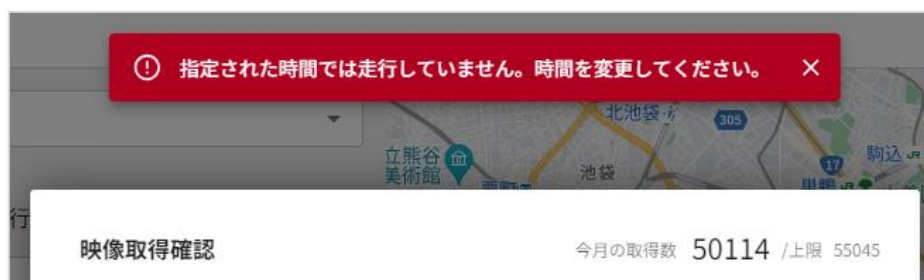 指定された時間では走行していません。時間を変更してください。
北池袋
305
立熊谷
美術館
池袋
駒込
17
巣鴨
行
映像取得確認
今月の取得数 50114 /上限 55045